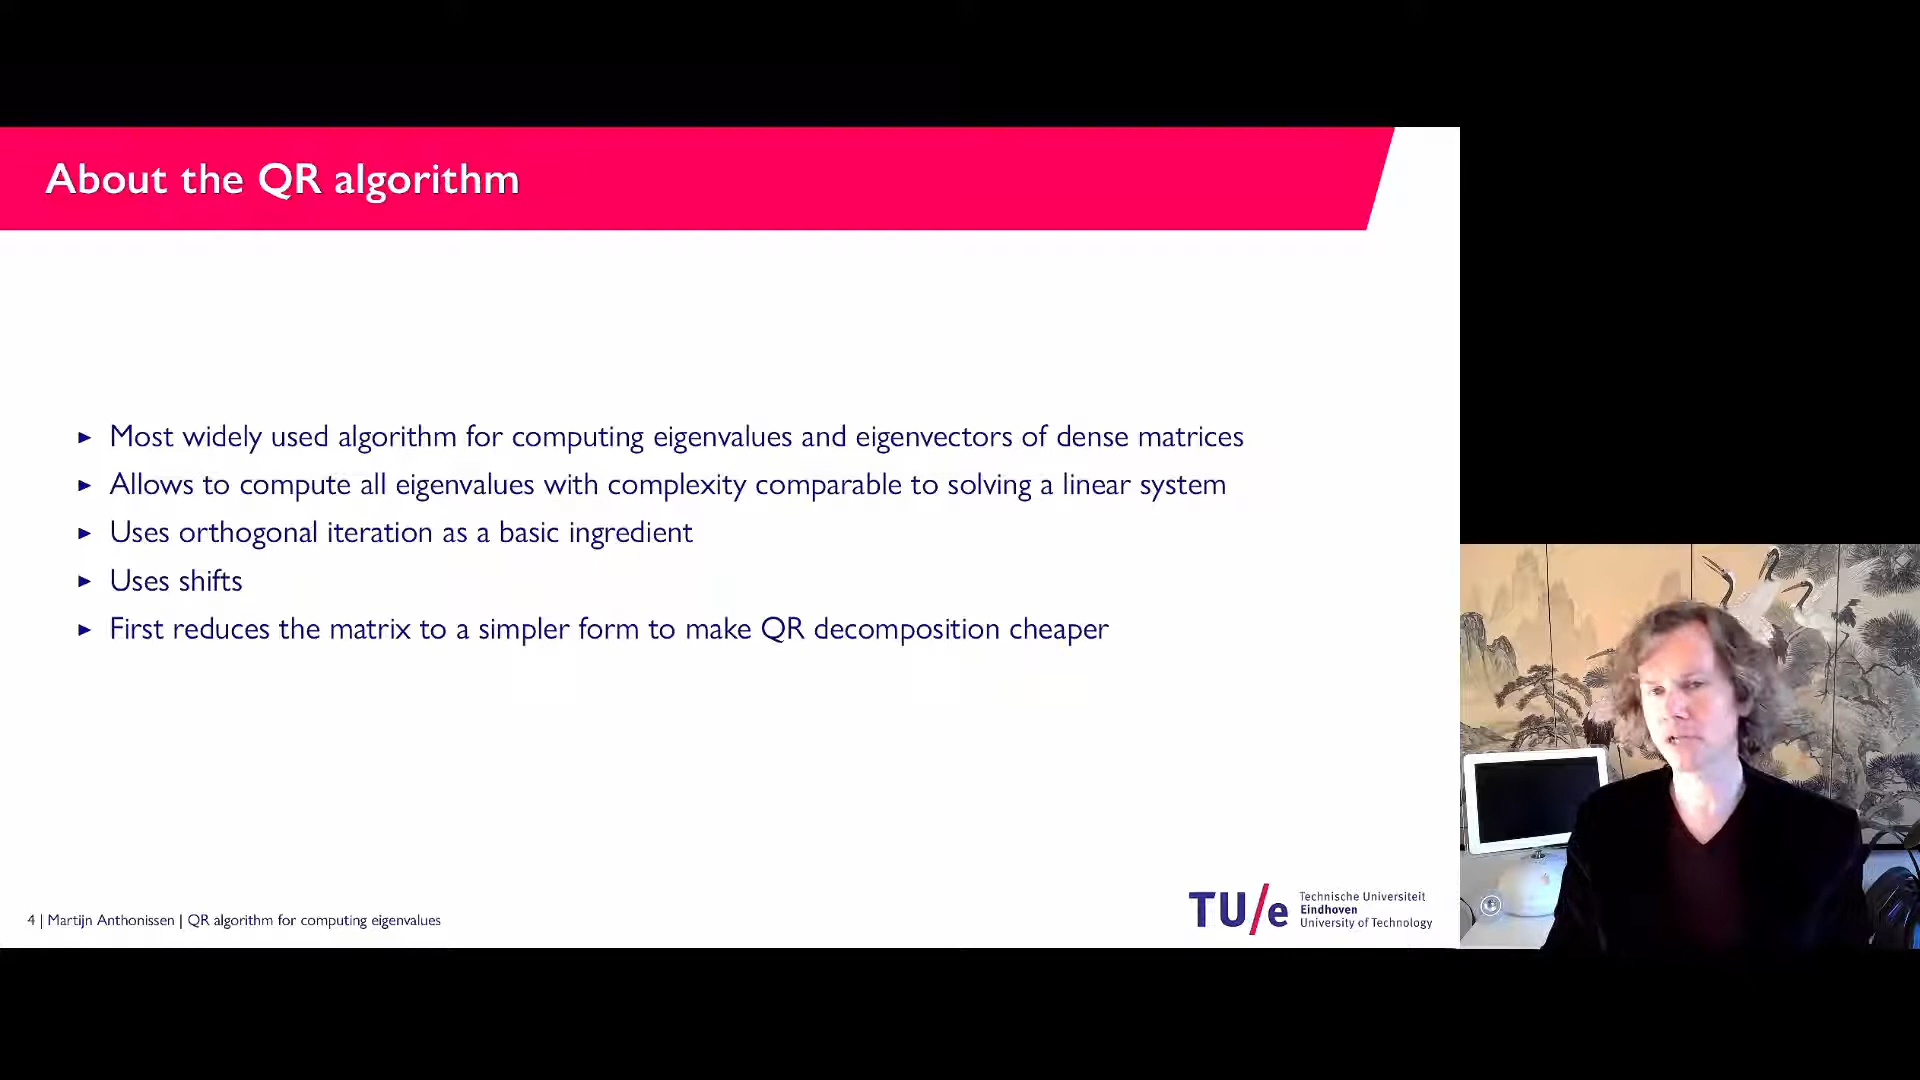 About the QR algorithm
▶ Most widely used algorithm for computing eigenvalues and eigenvectors of dense matrices
▶ Allows to compute all eigenvalues with complexity comparable to solving a linear system
▶ Uses orthogonal iteration as a basic ingredient
▶ Uses shifts
▶ First reduces the matrix to a simpler form to make QR decomposition cheaper
4 | Martijn Anthonissen | QR algorithm for computing eigenvalues
TU/e
Technische Universiteit
Eindhoven
University of Technology